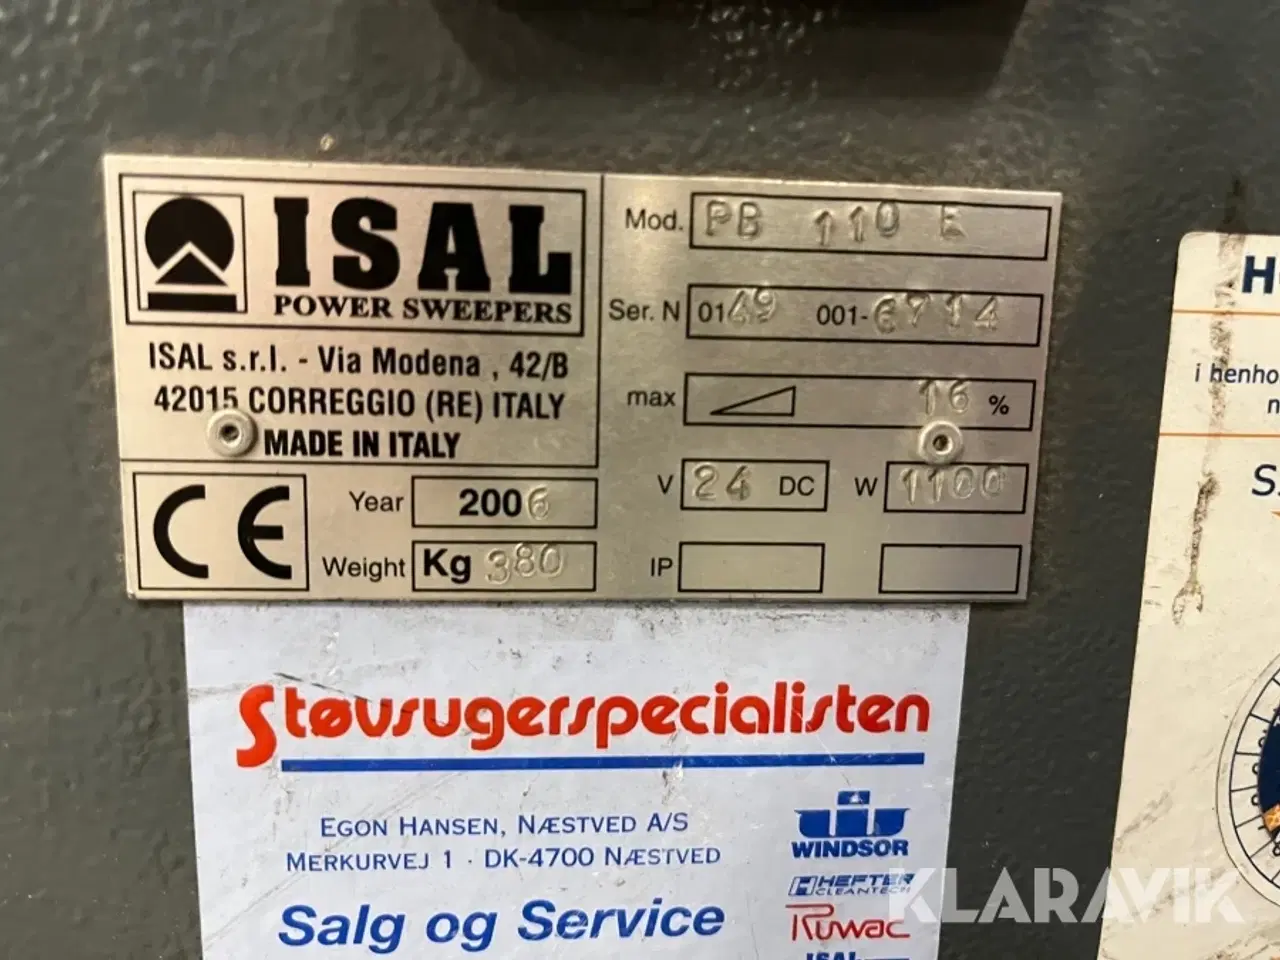 ISAL
POWER SWEEPERS
ISAL s.r.l. - Via Modena , 42/B
42015 CORREGGIO (RE) ITALY
MADE IN ITALY
CE
Year 2006
Weight Kg 380
Mod. PB 110 E
Ser. N 0149 001-6714
max 16 %
V 24 DC W 1100
IP
Støvsugerspecialisten
EGON HANSEN, NÆSTVED A/S
MERKURVEJ 1 · DK-4700 NÆSTVED
Salg og Service
WINDSOR
HEFTER
CLEANTECH
Ruwac
ISAL
i henho
KLARAVIK